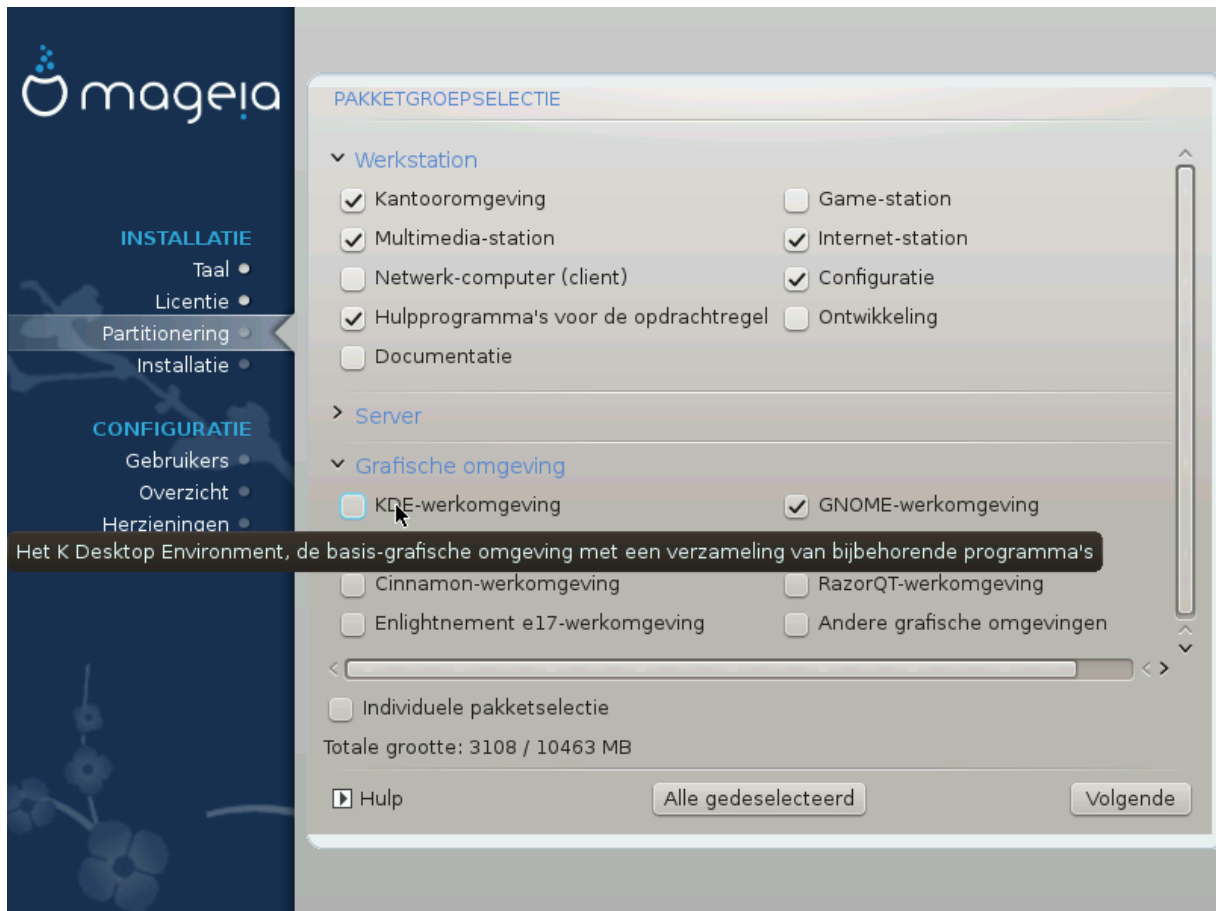 mageia
INSTALLATIE
Taal
Licentie
Partitionering
Installatie
CONFIGURATIE
Gebruikers
Overzicht
Herzieningen
PAKKETGROEPSELECTIE
Werkstation
Kantooromgeving
Game-station
Multimedia-station
Internet-station
Netwerk-computer (client)
Configuratie
Hulpprogramma's voor de opdrachtregel
Ontwikkeling
Documentatie
Server
Grafische omgeving
KDE-werkomgeving
GNOME-werkomgeving
Het K Desktop Environment, de basis-grafische omgeving met een verzameling van bijbehorende programma's
Cinnamon-werkomgeving
RazorQT-werkomgeving
Enlightnement e17-werkomgeving
Andere grafische omgevingen
Individuele pakketselectie
Totale grootte: 3108 / 10463 MB
Hulp
Alle gedeselecteerd
Volgende